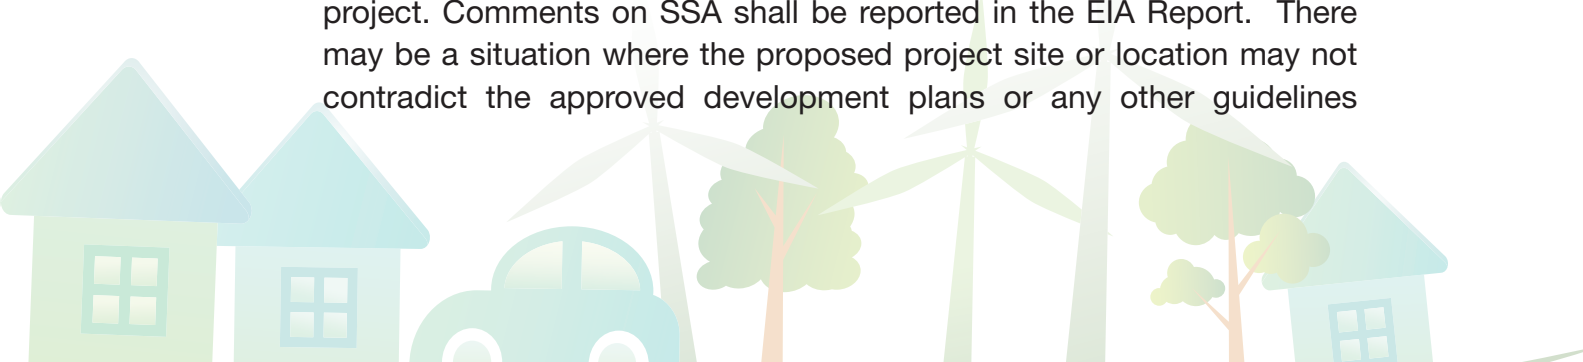 project. Comments on SSA shall be reported in the EIA Report. There
may be a situation where the proposed project site or location may not
contradict the approved development plans or any other guidelines